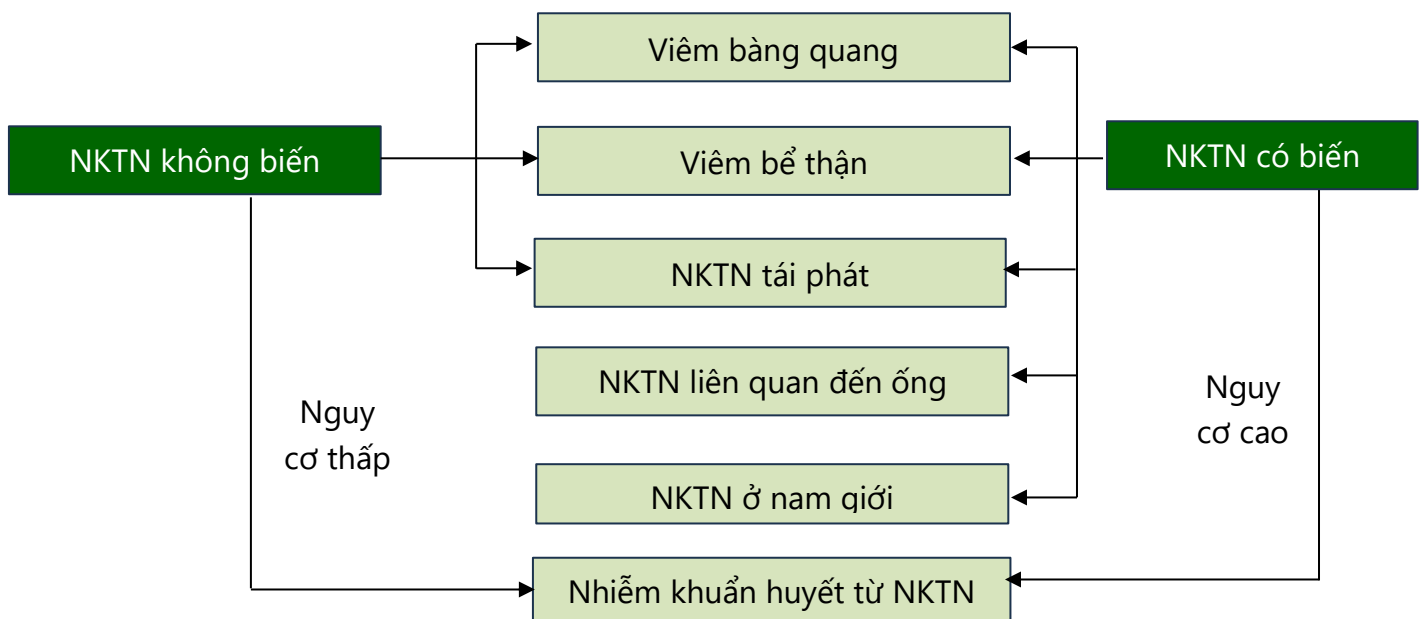 Viêm bàng quang
NKTN không biến
Viêm bể thận
NKTN có biến
NKTN tái phát
NKTN liên quan đến ống
Nguy
cơ thấp
Nguy
cơ cao
NKTN ở nam giới
Nhiễm khuẩn huyết từ NKTN